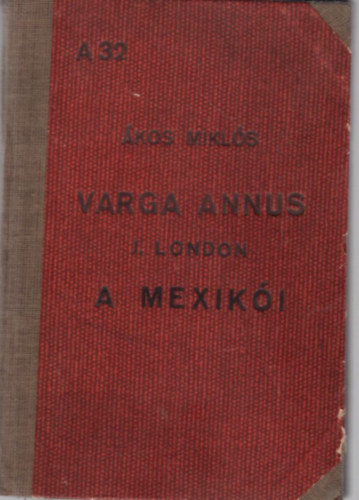 A 32
ÁKOS MIKLÓS
VARGA ANNUS
J. LONDON
A MEXIKÓI